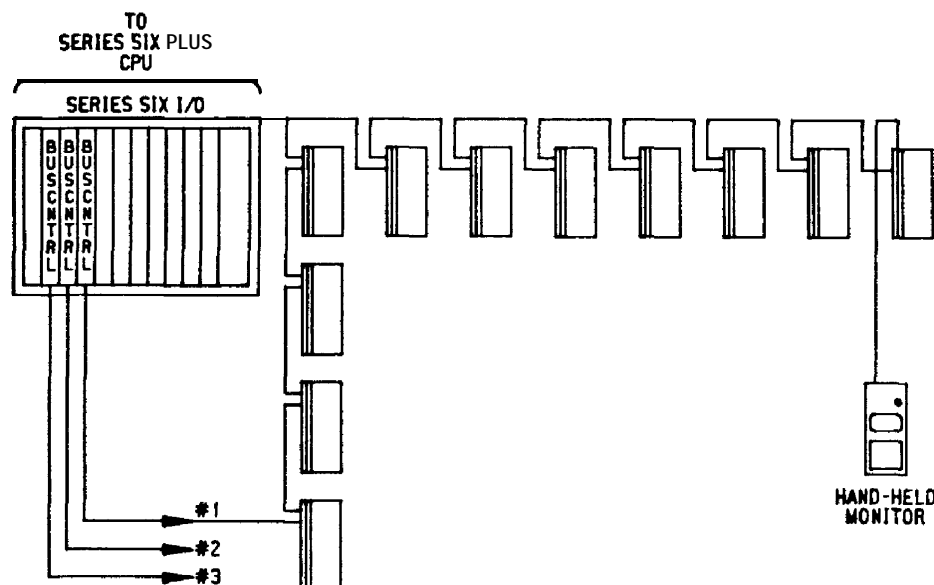 TO
SERIES SIX PLUS
CPU
SERIES SIX I/O
BUSCNTRL
BUSCNTRL
BUSCNTRL
#1
#2
#3
HAND-HELD
MONITOR